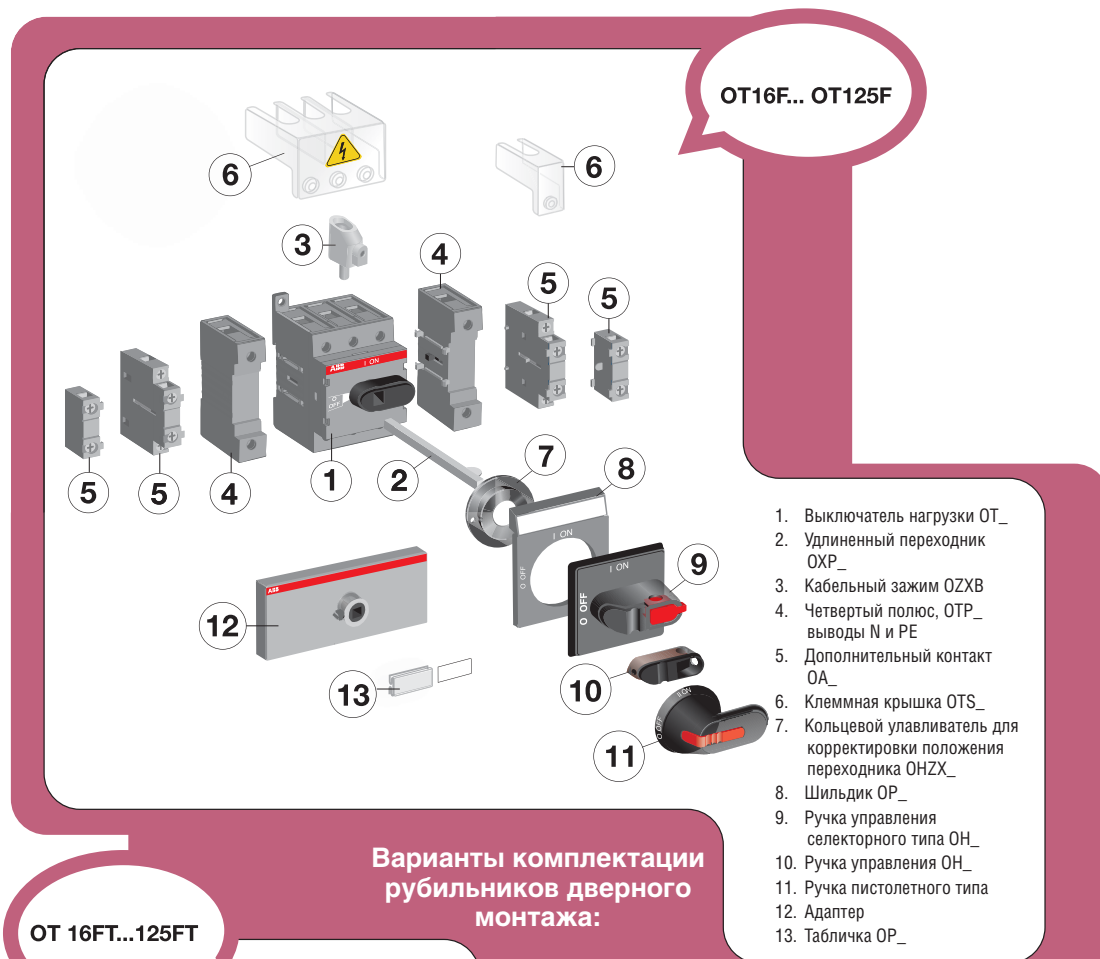 OT16F... OT125F
6
6
3
4
5
5
ABB
I ON
O OFF
5
5
4
1
2
7
8
I ON
O OFF
I ON
O OFF
9
ABB
12
13
10
II ON
O OFF
11
1. Выключатель нагрузки OT_
2. Удлиненный переходник
OXP_
3. Кабельный зажим OZXB
4. Четвертый полюс, OTP_
выводы N и PE
5. Дополнительный контакт
OA_
6. Клеммная крышка OTS_
7. Кольцевой улавливатель для
корректировки положения
переходника OHZX_
8. Шильдик OP_
9. Ручка управления
селекторного типа OH_
10. Ручка управления OH_
11. Ручка пистолетного типа
12. Адаптер
13. Табличка OP_
Варианты комплектации
рубильников дверного
монтажа:
OT 16FT...125FT